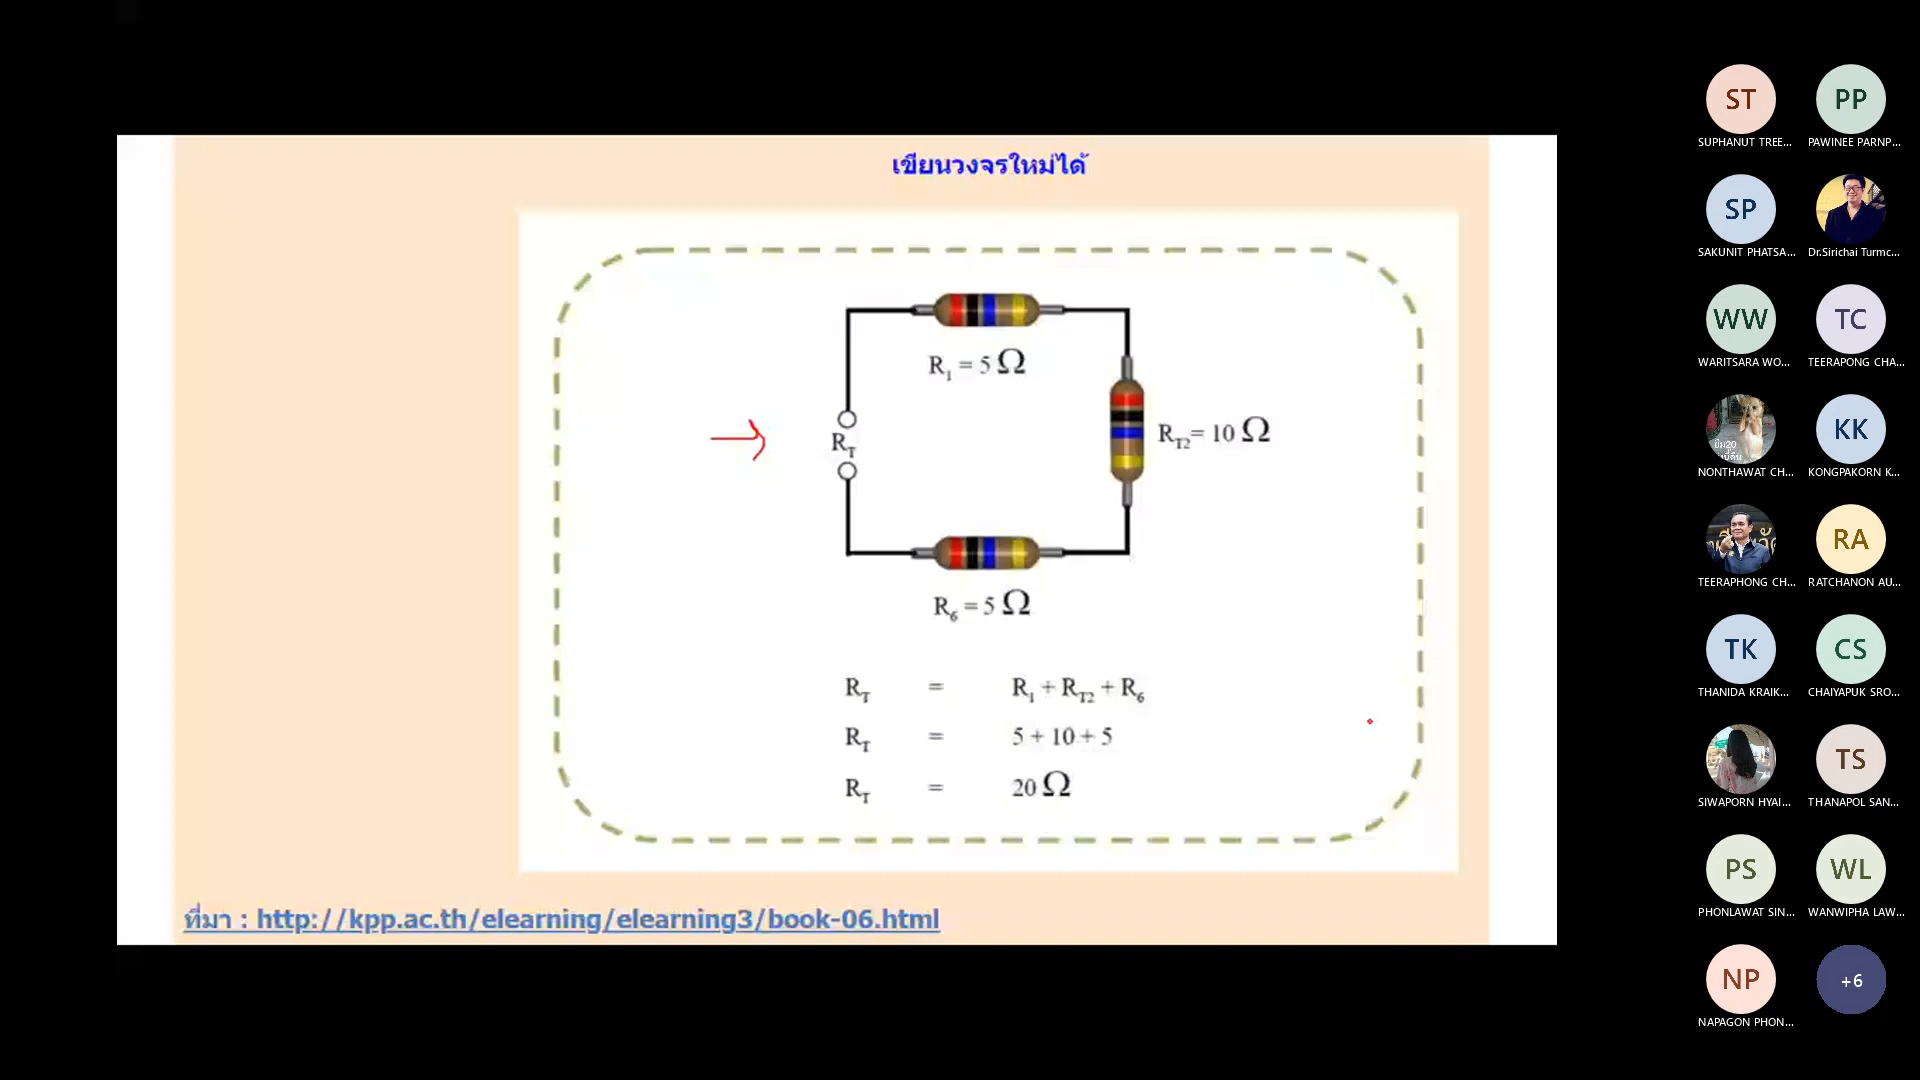 เขียนวงจรใหม่ได้
R1 = 5 Ω
RT
RT2= 10 Ω
R6 = 5 Ω
RT = R1 + RT2 + R6
RT = 5 + 10 + 5
RT = 20 Ω
ที่มา : http://kpp.ac.th/elearning/elearning3/book-06.html
ST
PP
SUPHANUT TREE...
PAWINEE PARNP...
SP
SAKUNIT PHATSA...
Dr.Sirichai Turmc...
WW
TC
WARITSARA WO...
TEERAPONG CHA...
ยิ้ม20
KK
NONTHAWAT CH...
KONGPAKORN K...
RA
TEERAPHONG CH...
RATCHANON AU...
TK
CS
THANIDA KRAIK...
CHAIYAPUK SRO...
TS
SIWAPORN HYAI...
THANAPOL SAN...
PS
WL
PHONLAWAT SIN...
WANWIPHA LAW...
NP
+6
NAPAGON PHON...